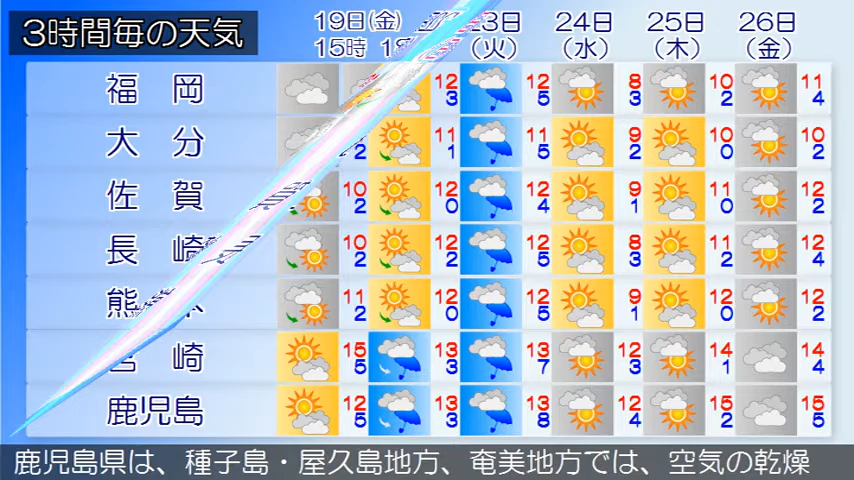 3時間毎の天気
19日(金) 23日 24日 25日 26日
15時 18 (火) (水) (木) (金)
福岡 12 3 12 5 8 3 10 2 11 4
大分 2 11 1 11 5 9 2 10 0 10 2
佐賀 10 2 12 0 12 4 9 1 11 0 12 2
長崎 10 2 12 2 12 5 8 3 11 2 12 4
熊 11 2 12 0 12 5 9 1 12 0 12 2
崎 15 5 13 3 13 7 12 3 14 1 14 4
鹿児島 12 5 13 3 13 8 12 4 15 2 15 5
鹿児島県は、種子島・屋久島地方、奄美地方では、空気の乾燥